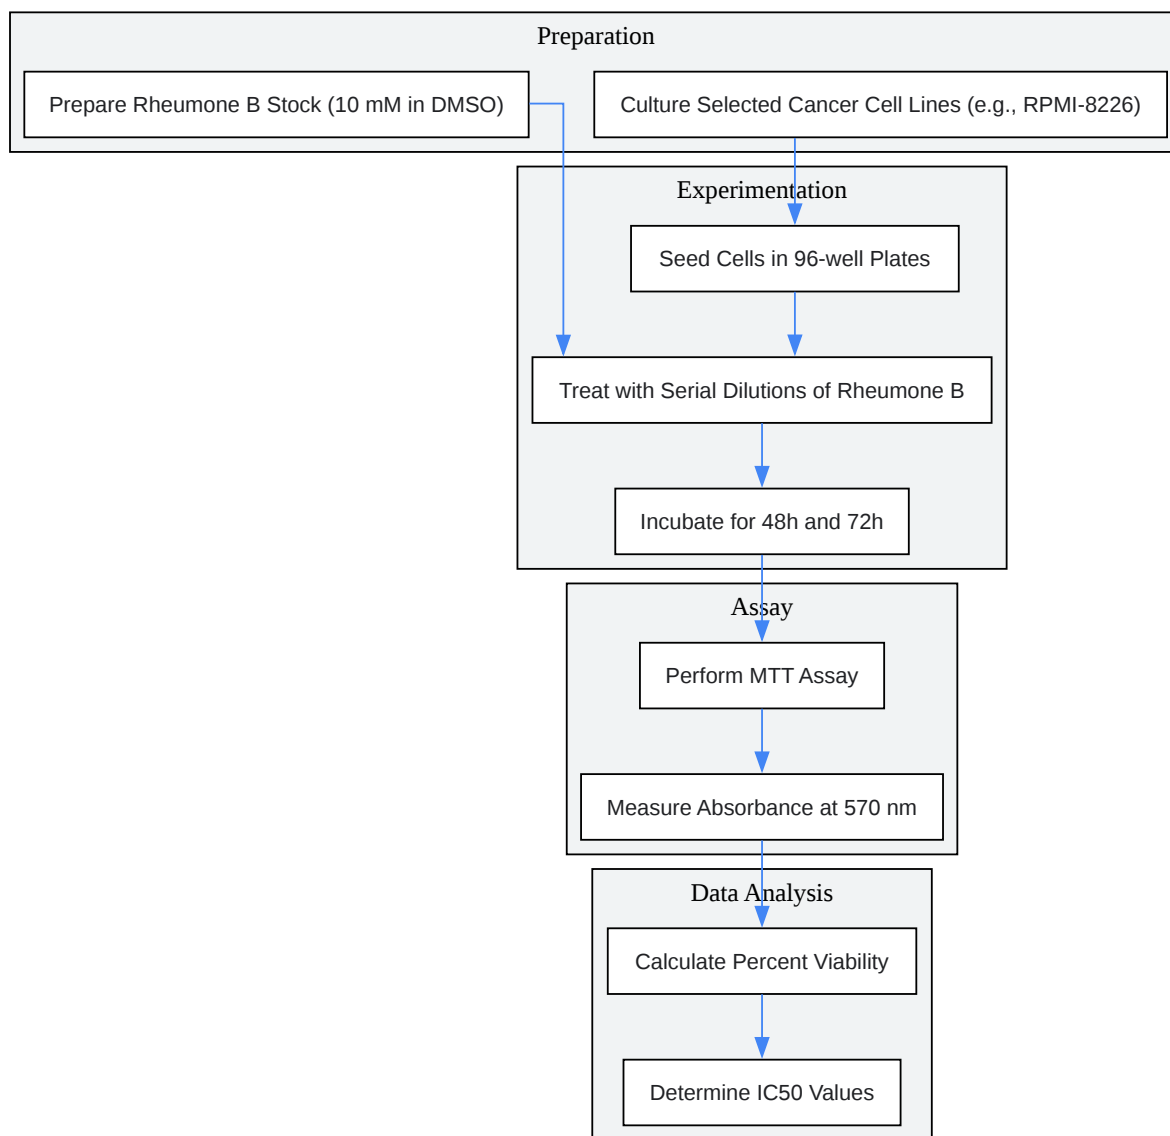 Preparation
Prepare Rheumone B Stock (10 mM in DMSO)
Culture Selected Cancer Cell Lines (e.g., RPMI-8226)
Experimentation
Seed Cells in 96-well Plates
Treat with Serial Dilutions of Rheumone B
Incubate for 48h and 72h
Assay
Perform MTT Assay
Measure Absorbance at 570 nm
Data Analysis
Calculate Percent Viability
Determine IC50 Values